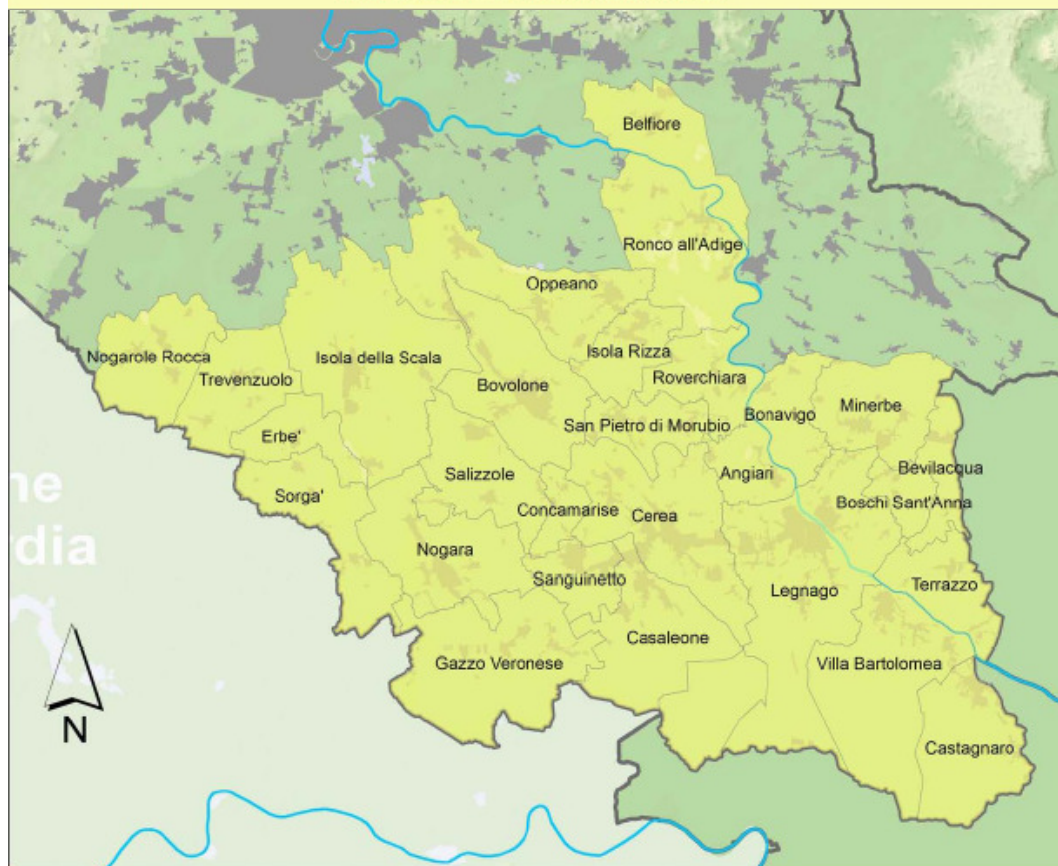 Belfiore
Ronco all'Adige
Oppeano
Isola Rizza
Nogarole Rocca
Isola della Scala
Trevenzuolo
Bovolone
Roverchiara
Minerbe
Bonavigo
San Pietro di Morubio
Erbe'
Bevilacqua
Salizzole
Angiari
ne
Sorga'
Boschi Sant'Anna
Concamarise
Cerea
rdia
Nogara
Sanguinetto
Terrazzo
Legnago
Casaleone
Gazzo Veronese
Villa Bartolomea
N
Castagnaro